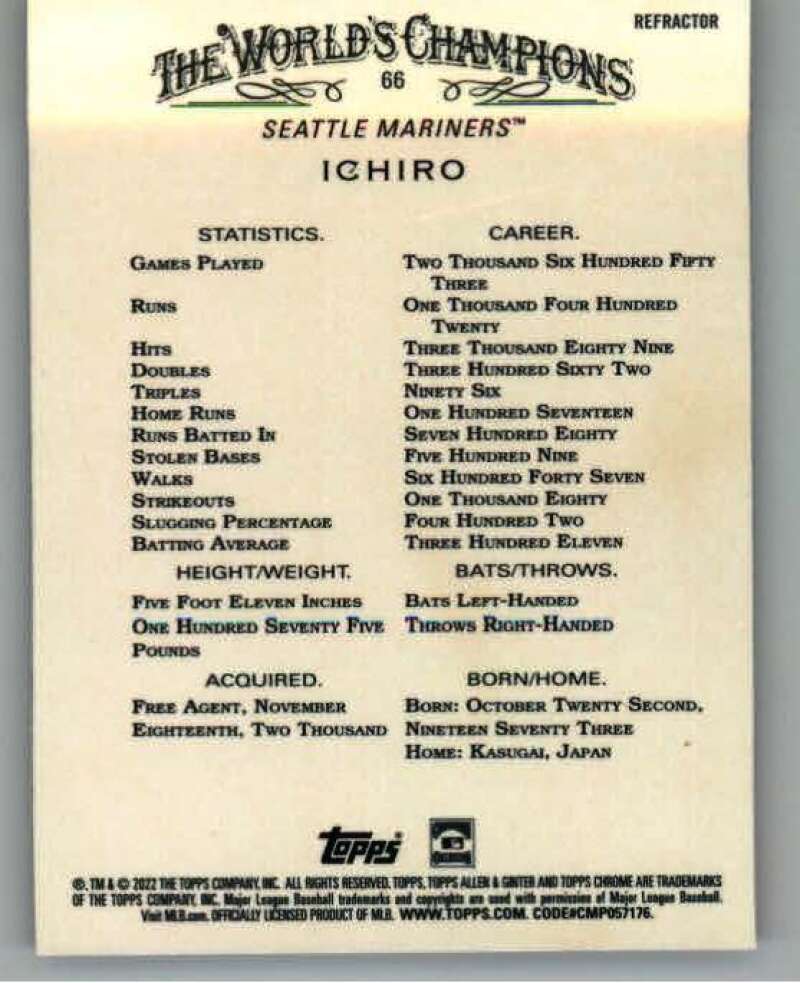 REFRACTOR
THE WORLD'S CHAMPIONS
66
SEATTLE MARINERS™
ICHIRO
STATISTICS. CAREER.
GAMES PLAYED TWO THOUSAND SIX HUNDRED FIFTY
THREE
RUNS ONE THOUSAND FOUR HUNDRED
TWENTY
HITS THREE THOUSAND EIGHTY NINE
DOUBLES THREE HUNDRED SIXTY TWO
TRIPLES NINETY SIX
HOME RUNS ONE HUNDRED SEVENTEEN
RUNS BATTED IN SEVEN HUNDRED EIGHTY
STOLEN BASES FIVE HUNDRED NINE
WALKS SIX HUNDRED FORTY SEVEN
STRIKEOUTS ONE THOUSAND EIGHTY
SLUGGING PERCENTAGE FOUR HUNDRED TWO
BATTING AVERAGE THREE HUNDRED ELEVEN
HEIGHT/WEIGHT. BATS/THROWS.
FIVE FOOT ELEVEN INCHES BATS LEFT-HANDED
ONE HUNDRED SEVENTY FIVE THROWS RIGHT-HANDED
POUNDS
ACQUIRED. BORN/HOME.
FREE AGENT, NOVEMBER BORN: OCTOBER TWENTY SECOND,
EIGHTEENTH, TWO THOUSAND NINETEEN SEVENTY THREE
HOME: KASUGAI, JAPAN
Topps®
®, TM & © 2022 THE TOPPS COMPANY, INC. ALL RIGHTS RESERVED. TOPPS, TOPPS ALLEN & GINTER AND TOPPS CHROME ARE TRADEMARKS
OF THE TOPPS COMPANY, INC. Major League Baseball trademarks and copyrights are used with permission of Major League Baseball.
Visit MLB.com. OFFICIALLY LICENSED PRODUCT OF MLB. WWW.TOPPS.COM. CODE#CMP057176.